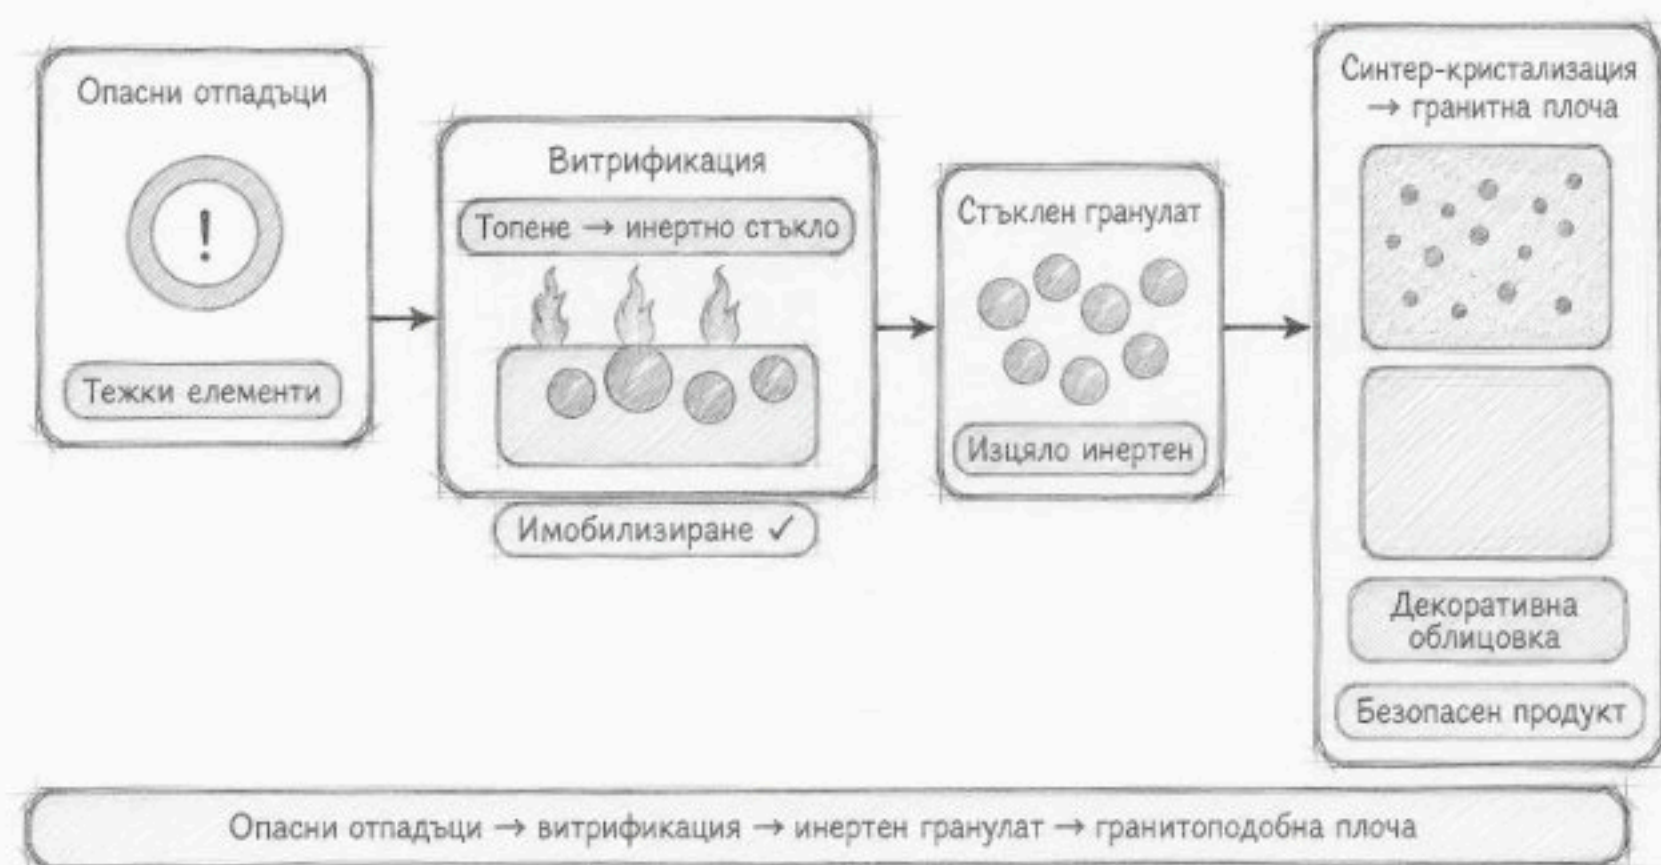 Опасни отпадъци
Тежки елементи
Витрификация
Топене → инертно стъкло
Имобилизиране ✓
Стъклен гранулат
Изцяло инертен
Синтер-кристализация
→ гранитна плоча
Декоративна
облицовка
Безопасен продукт
Опасни отпадъци → витрификация → инертен гранулат → гранитоподобна плоча